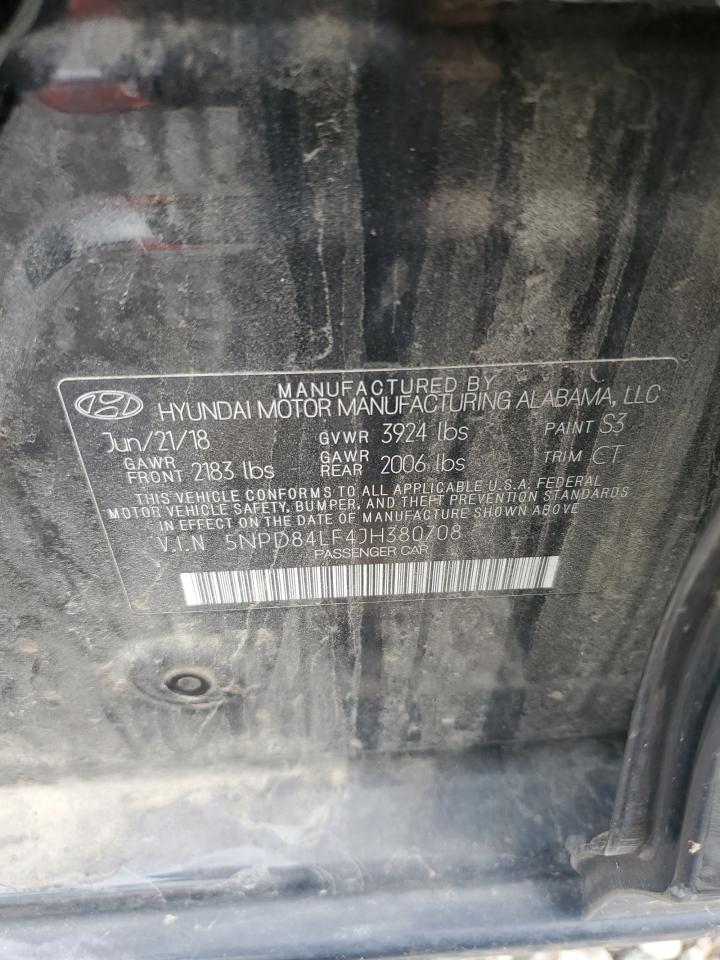 MANUFACTURED BY
HYUNDAI MOTOR MANUFACTURING ALABAMA, LLC
Jun/21/18 GVWR 3924 lbs PAINT S3
GAWR FRONT 2183 lbs GAWR REAR 2006 lbs TRIM CT
THIS VEHICLE CONFORMS TO ALL APPLICABLE U.S.A. FEDERAL
MOTOR VEHICLE SAFETY, BUMPER, AND THEFT PREVENTION STANDARDS
IN EFFECT ON THE DATE OF MANUFACTURE SHOWN ABOVE
V.I.N 5NPD84LF4JH380708
PASSENGER CAR